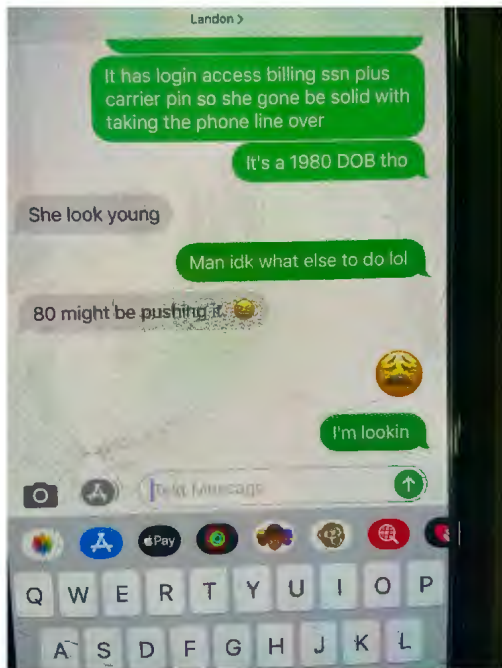 Landon >
It has login access billing ssn plus
carrier pin so she gone be solid with
taking the phone line over
It's a 1980 DOB tho
She look young
Man idk what else to do lol
80 might be pushing it 😆
😩
I'm lookin
Text Message
Pay
Q W E R T Y U I O P
A S D F G H J K L